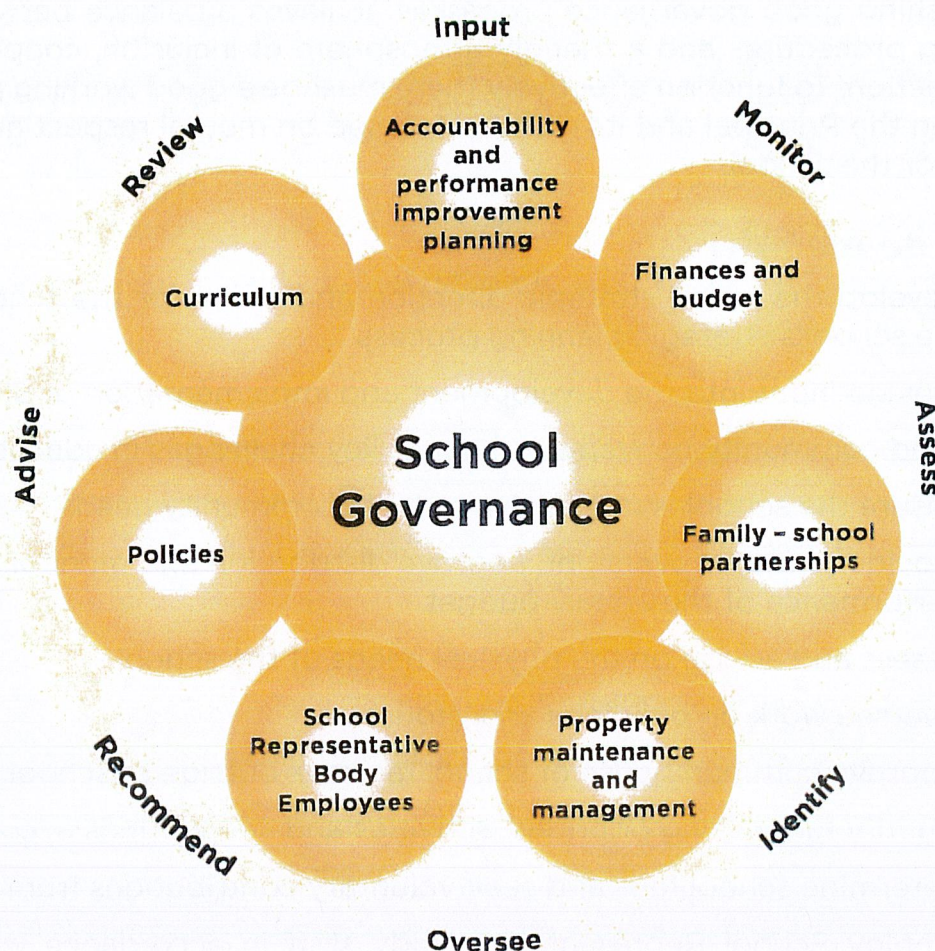 Input
Monitor
Assess
Identify
Oversee
Recommend
Advise
Review
Accountability
and
performance
improvement
planning
Finances and
budget
Family – school
partnerships
Property
maintenance
and
management
School
Representative
Body
Employees
Policies
Curriculum
School
Governance